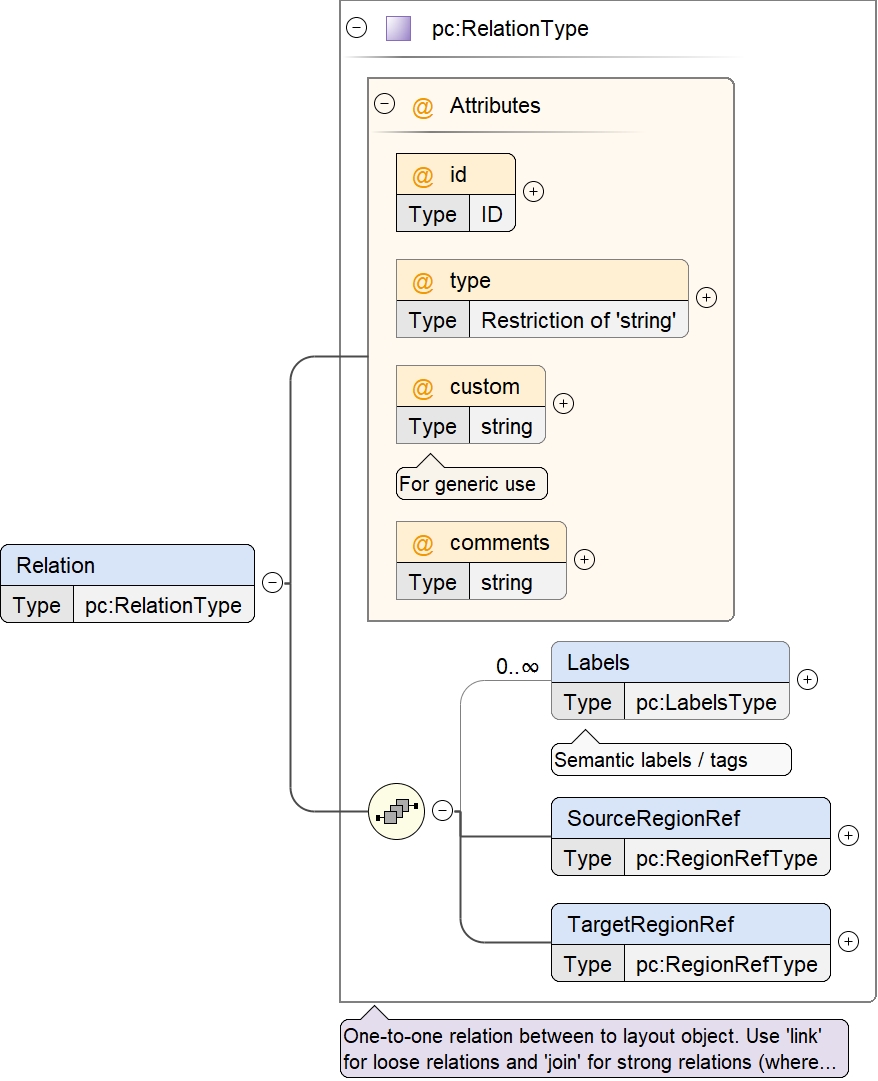 pc:RelationType
@ Attributes
@ id
Type ID
@ type
Type Restriction of 'string'
@ custom
Type string
For generic use
@ comments
Type string
Relation
Type pc:RelationType
0..∞
Labels
Type pc:LabelsType
Semantic labels / tags
SourceRegionRef
Type pc:RegionRefType
TargetRegionRef
Type pc:RegionRefType
One-to-one relation between to layout object. Use 'link'
for loose relations and 'join' for strong relations (where...